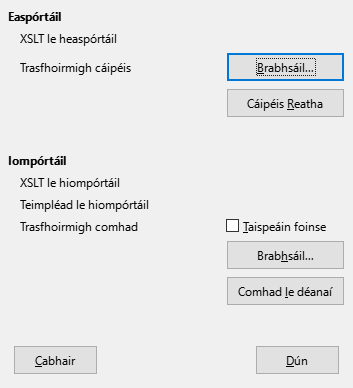 Easpórtáil
XSLT le heaspórtáil
Trasfhoirmigh cáipéis
Brabhsáil...
Cáipéis Reatha
Iompórtáil
XSLT le hiompórtáil
Teimpléad le hiompórtáil
Trasfhoirmigh comhad
Taispeáin foinse
Brabhsáil...
Comhad le déanaí
Cabhair
Dún